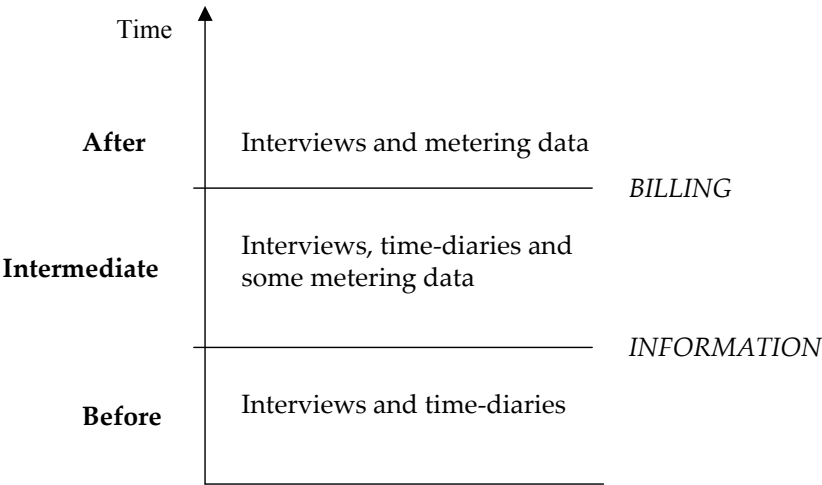 Time
After
Interviews and metering data
BILLING
Intermediate
Interviews, time-diaries and
some metering data
INFORMATION
Before
Interviews and time-diaries